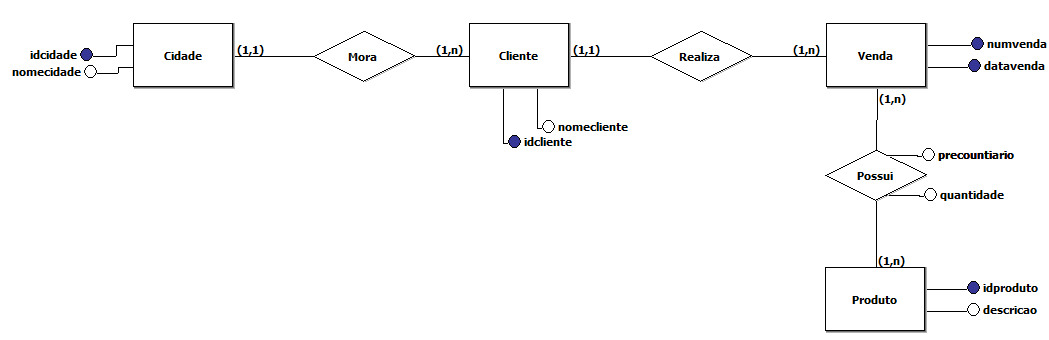 idcidade
nomecidade
Cidade
(1,1)
Mora
(1,n)
Cliente
(1,1)
Realiza
(1,n)
Venda
numvenda
datavenda
nomecliente
idcliente
(1,n)
precountiario
Possui
quantidade
(1,n)
Produto
idproduto
descricao